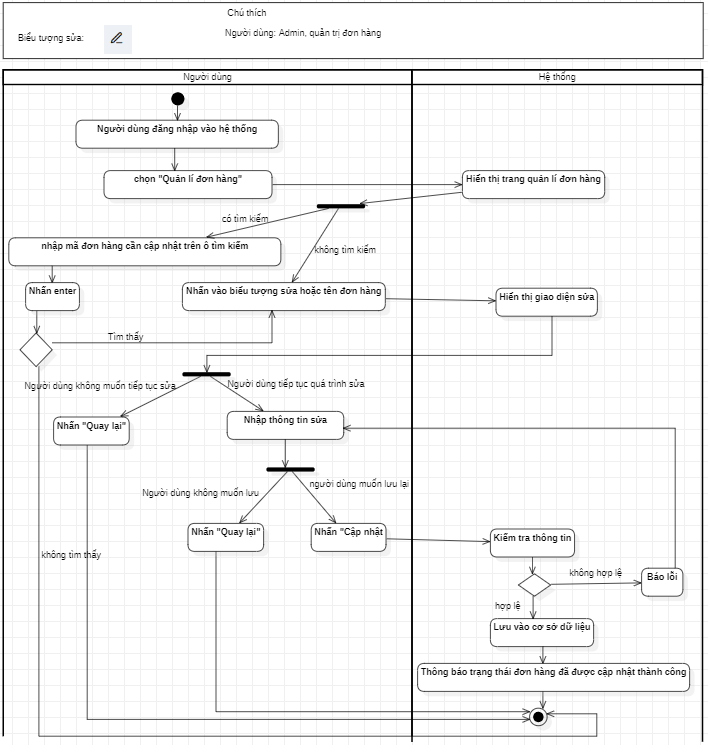 Chú thích
Biểu tượng sửa:
Người dùng: Admin, quản trị đơn hàng
Người dùng
Hệ thống
Người dùng đăng nhập vào hệ thống
chọn "Quản lí đơn hàng"
Hiển thị trang quản lí đơn hàng
có tìm kiếm
nhập mã đơn hàng cần cập nhật trên ô tìm kiếm
không tìm kiếm
Nhấn enter
Nhấn vào biểu tượng sửa hoặc tên đơn hàng
Hiển thị giao diện sửa
Tìm thấy
Người dùng không muốn tiếp tục sửa
Người dùng tiếp tục quá trình sửa
Nhấn "Quay lại"
Nhập thông tin sửa
Người dùng không muốn lưu
người dùng muốn lưu lại
Nhấn "Quay lại"
Nhấn "Cập nhật
Kiểm tra thông tin
không tìm thấy
không hợp lệ
Báo lỗi
hợp lệ
Lưu vào cơ sở dữ liệu
Thông báo trạng thái đơn hàng đã được cập nhật thành công